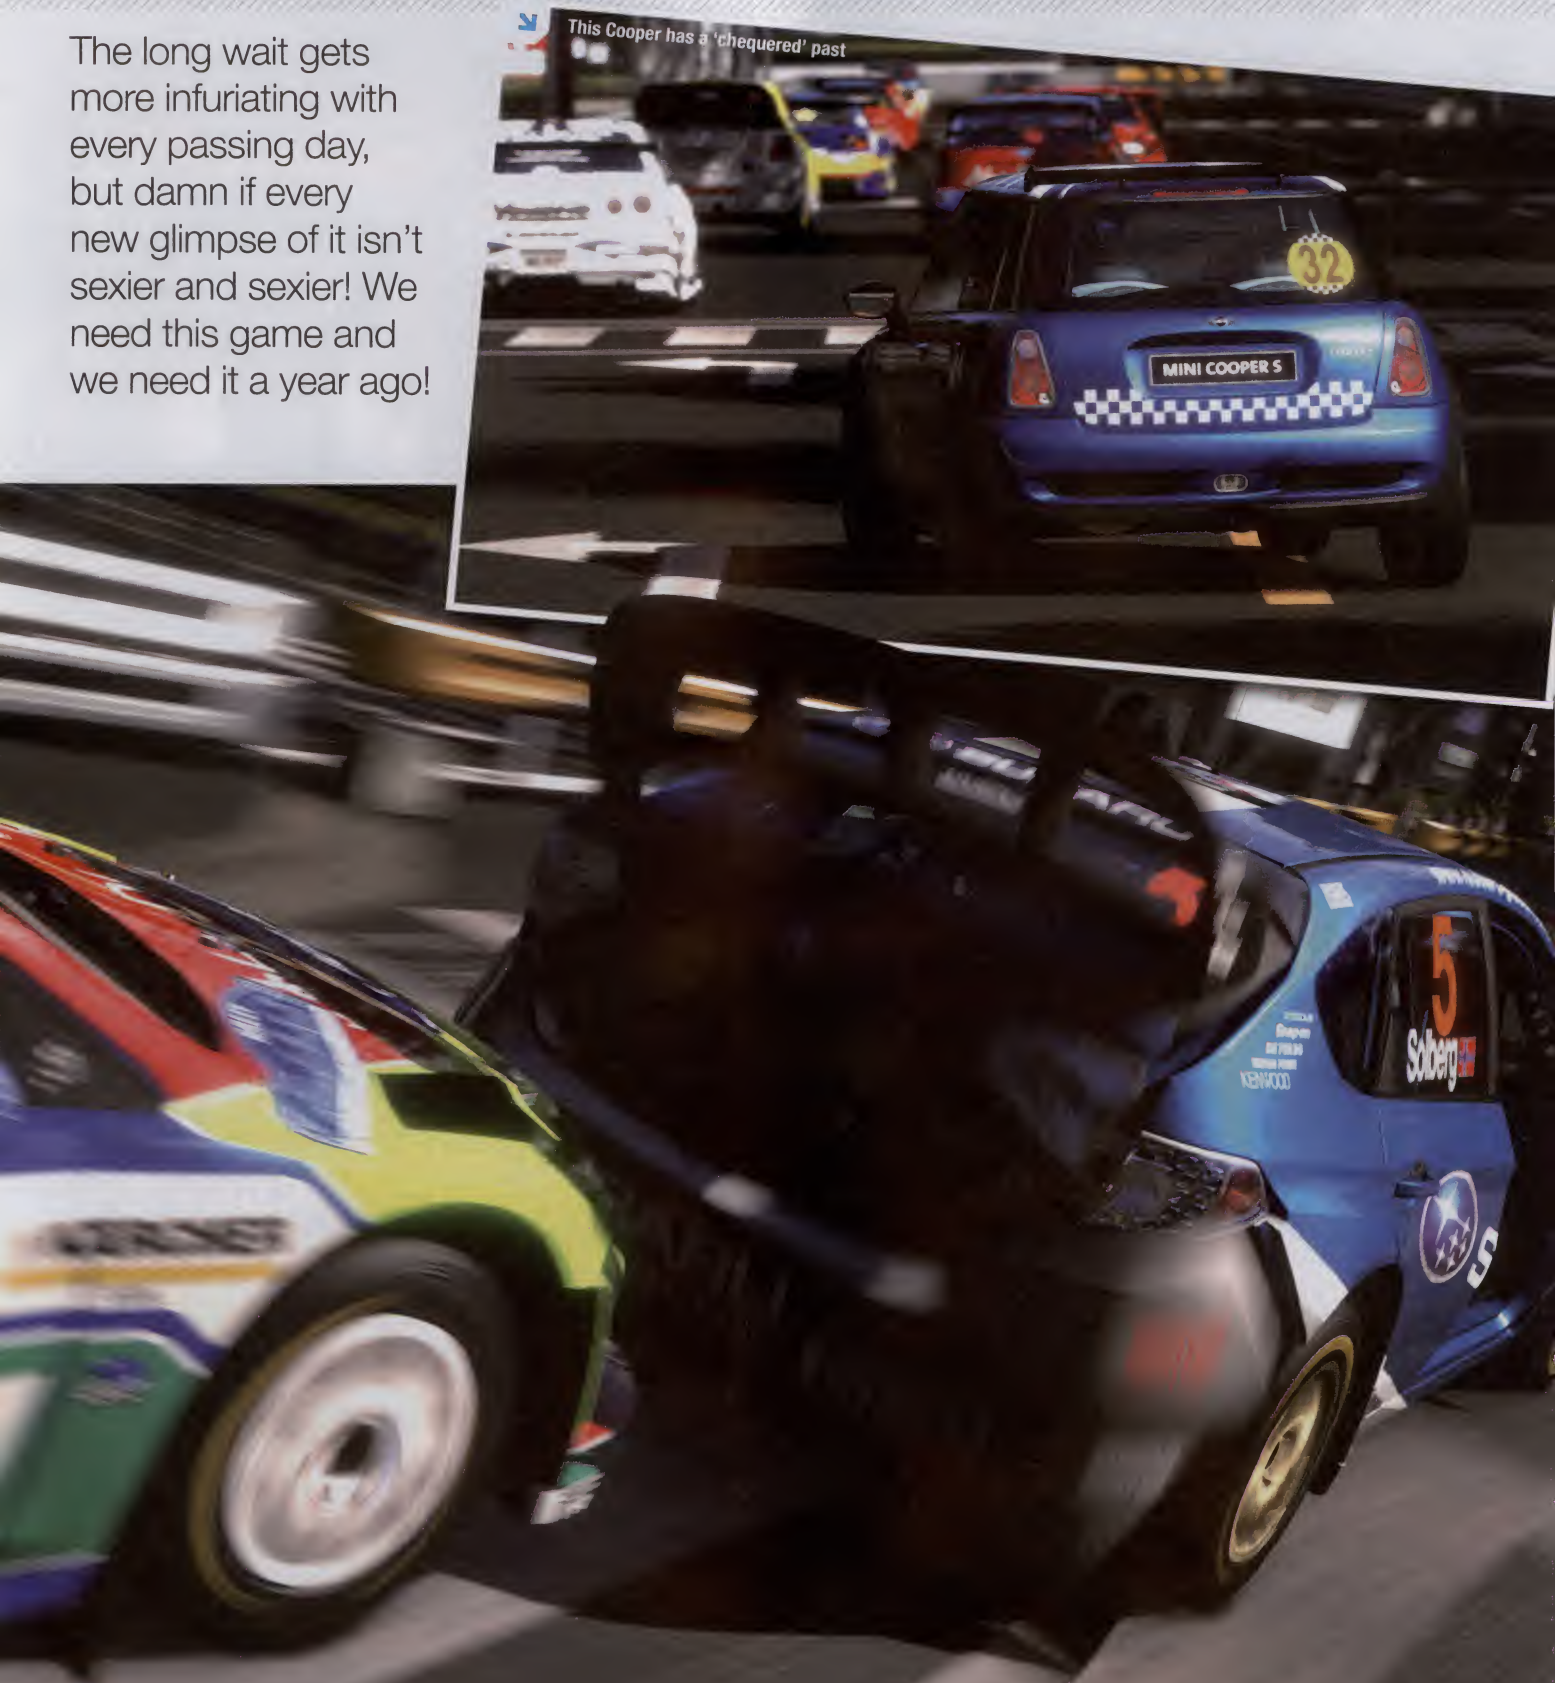 The long wait gets
more infuriating with
every passing day,
but damn if every
new glimpse of it isn't
sexier and sexier! We
need this game and
we need it a year ago!
This Cooper has a 'chequered' past
32
MINI COOPER S
5
Solberg
Snap-on
KENWOOD